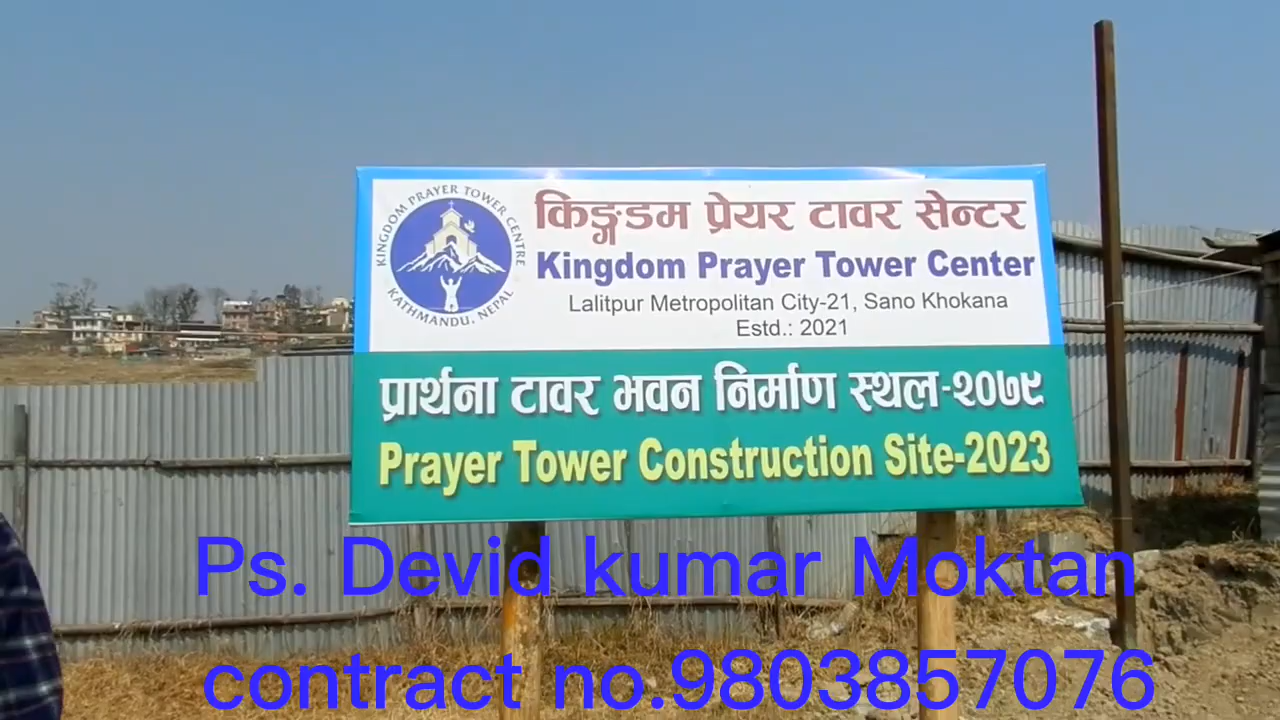 KINGDOM PRAYER TOWER CENTRE
KATHMANDU, NEPAL
किङ्गडम प्रेयर टावर सेन्टर
Kingdom Prayer Tower Center
Lalitpur Metropolitan City-21, Sano Khokana
Estd.: 2021
प्रार्थना टावर भवन निर्माण स्थल-२०७९
Prayer Tower Construction Site-2023
Ps. Devid kumar Moktan
contract no.9803857076